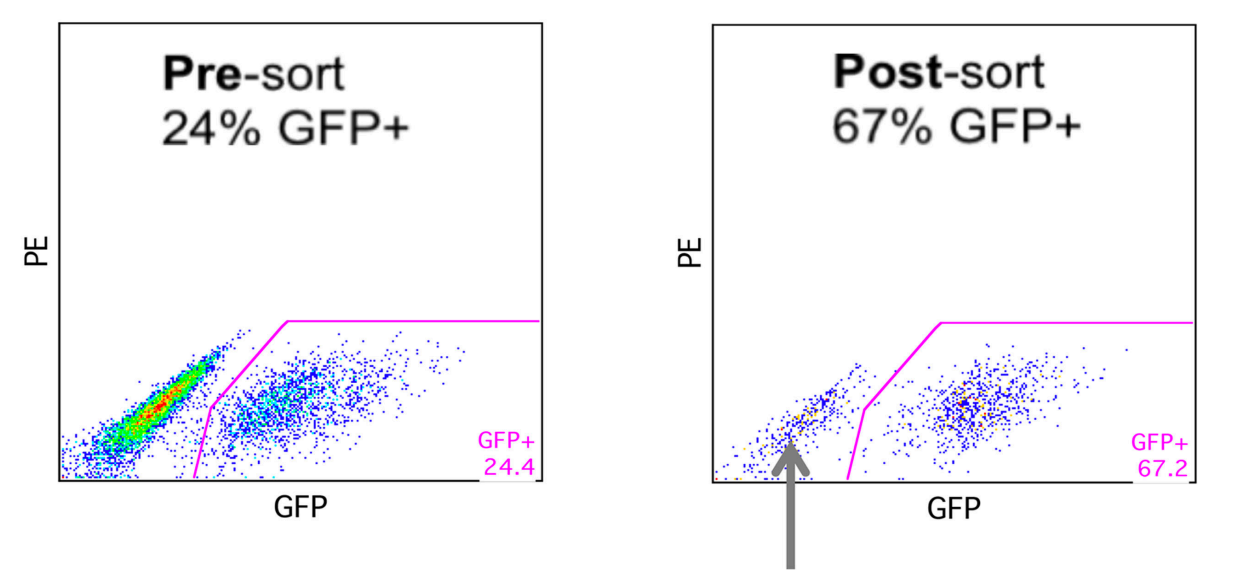 Pre-sort
24% GFP+
PE
GFP+
24.4
GFP
Post-sort
67% GFP+
PE
GFP+
67.2
GFP